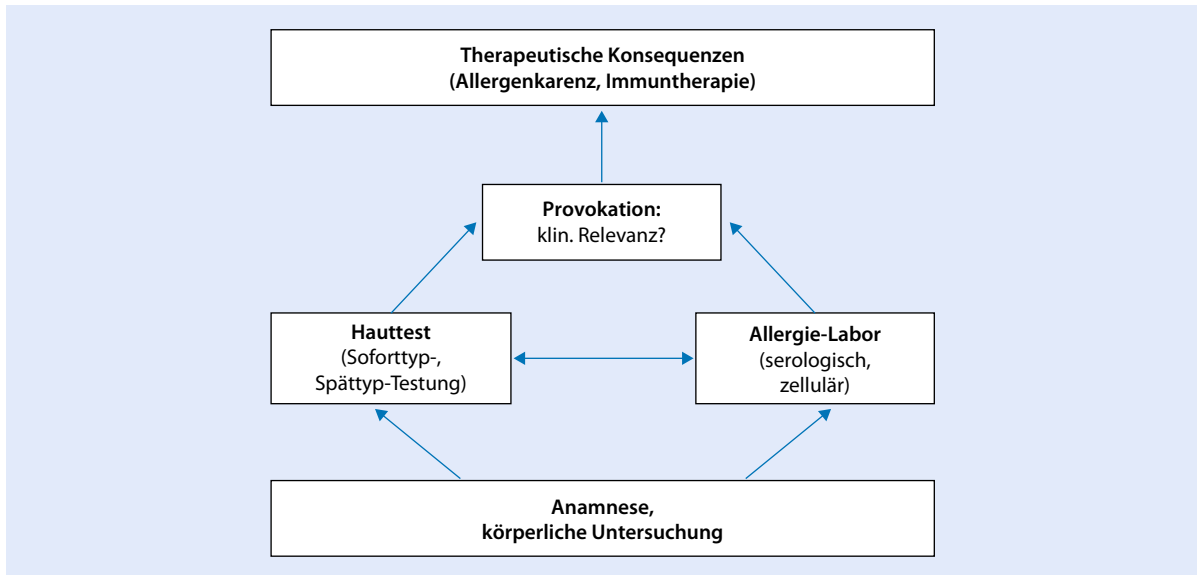 Therapeutische Konsequenzen
(Allergenkarenz, Immuntherapie)
Provokation:
klin. Relevanz?
Hauttest
(Soforttyp-,
Spättyp-Testung)
Allergie-Labor
(serologisch,
zellulär)
Anamnese,
körperliche Untersuchung